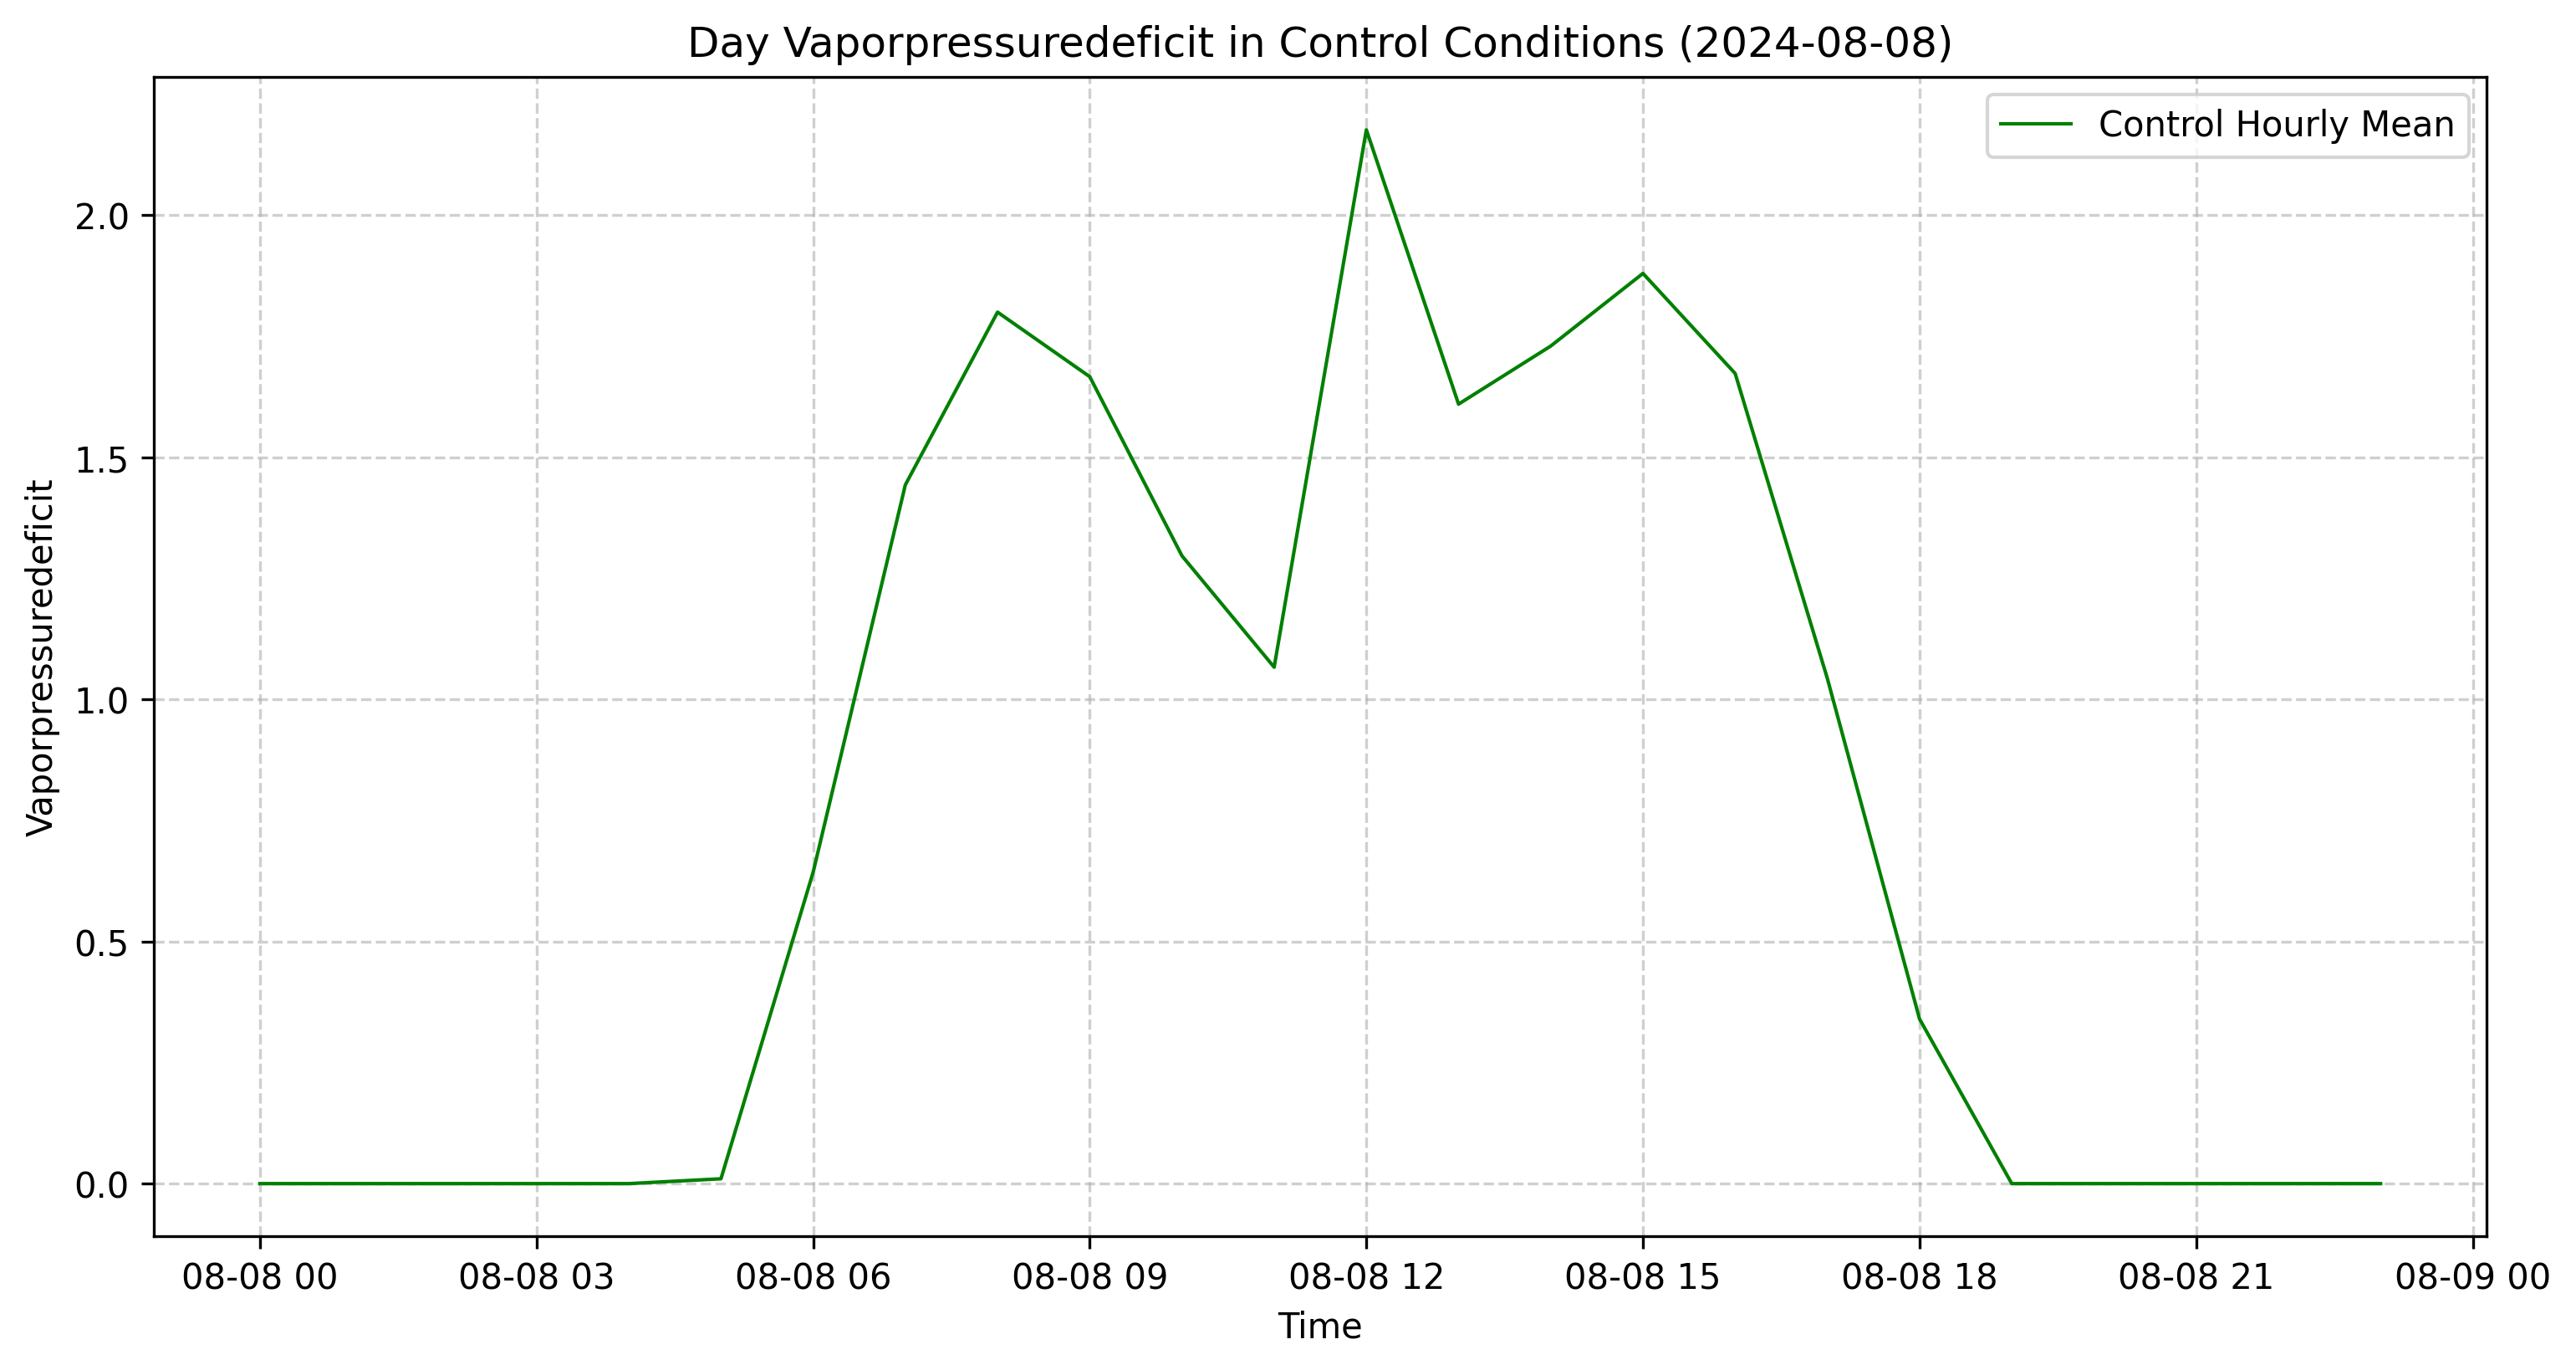 Day Vaporpressuredeficit in Control Conditions (2024-08-08)
Control Hourly Mean
Vaporpressuredeficit
2.0
1.5
1.0
0.5
0.0
08-08 00 08-08 03 08-08 06 08-08 09 08-08 12 08-08 15 08-08 18 08-08 21 08-09 00
Time